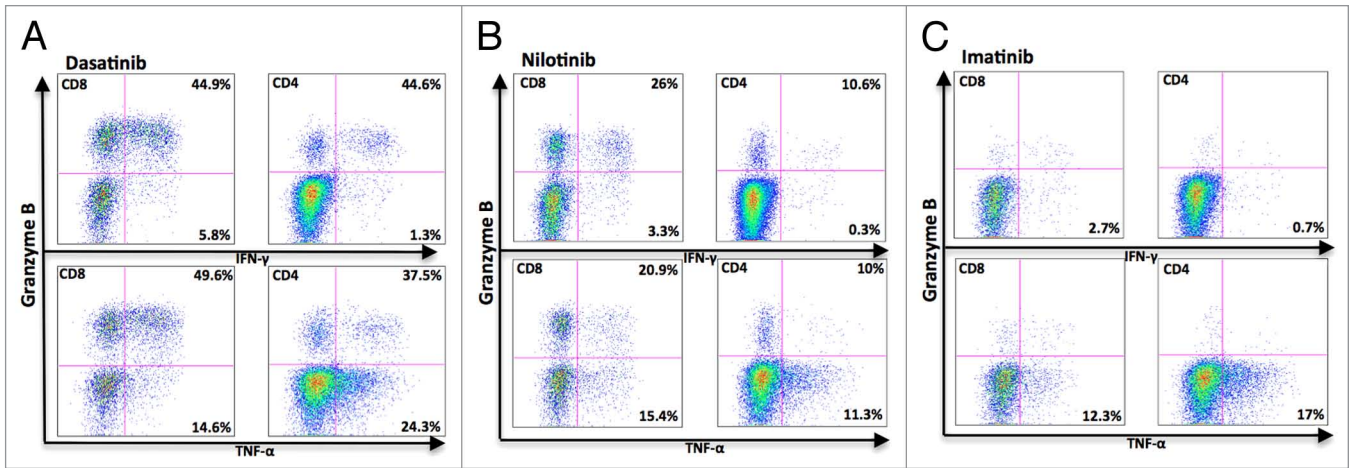 A
Dasatinib
CD8
44.9%
5.8%
CD4
44.6%
1.3%
Granzyme B
IFN-γ
CD8
49.6%
14.6%
CD4
37.5%
24.3%
TNF-α
B
Nilotinib
CD8
26%
3.3%
CD4
10.6%
0.3%
Granzyme B
IFN-γ
CD8
20.9%
15.4%
CD4
10%
11.3%
TNF-α
C
Imatinib
CD8
2.7%
CD4
0.7%
Granzyme B
IFN-γ
CD8
12.3%
CD4
17%
TNF-α